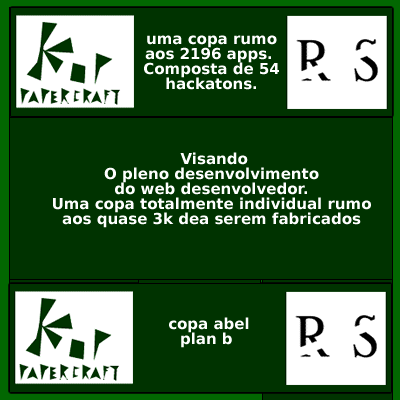 K.P
PAPERCRAFT
uma copa rumo
aos 2196 apps.
Composta de 54
hackatons.
R S
Visando
O pleno desenvolvimento
do web desenvolvedor.
Uma copa totalmente individual rumo
aos quase 3k dea serem fabricados
PAPERCRAFT
copa abel
plan b
R S